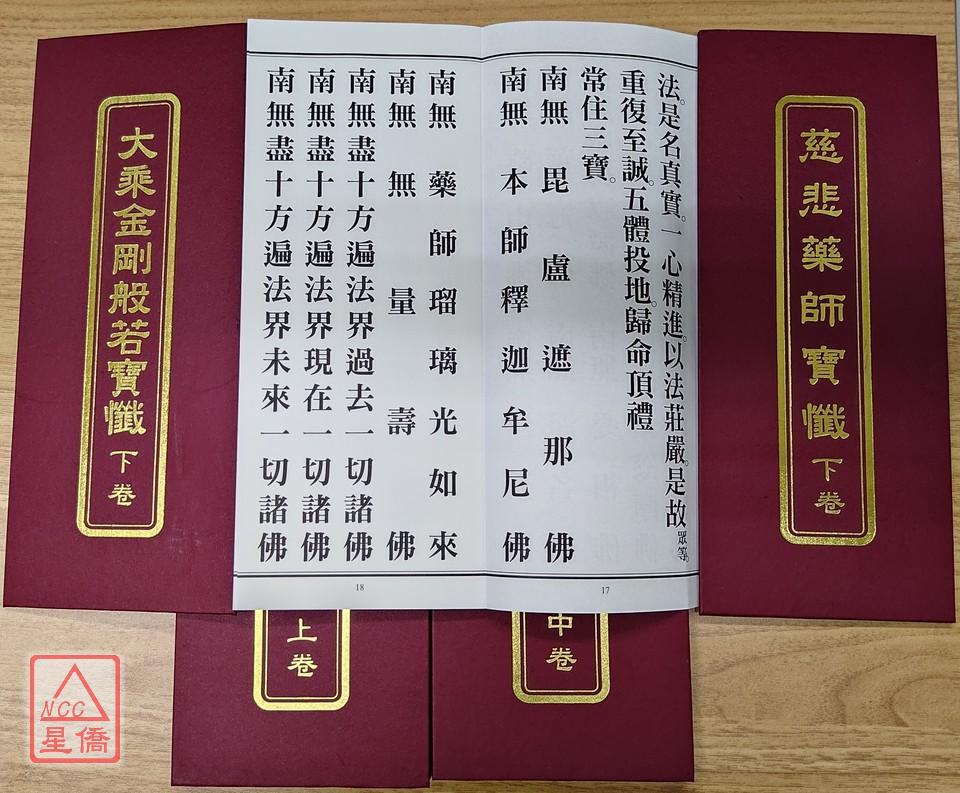 慈悲藥師寶懺 下卷
法。是名真實。一心精進。以法莊嚴。是故眾等。
重復至誠。五體投地。歸命頂禮
常住三寶。
南無毘盧遮那佛
南無本師釋迦牟尼佛
17
南無藥師瑠璃光如來
南無無量壽佛
南無盡十方遍法界過去一切諸佛
南無盡十方遍法界現在一切諸佛
南無盡十方遍法界未來一切諸佛
18
大乘金剛般若寶懺 下卷
中卷
上卷
NCC
星僑